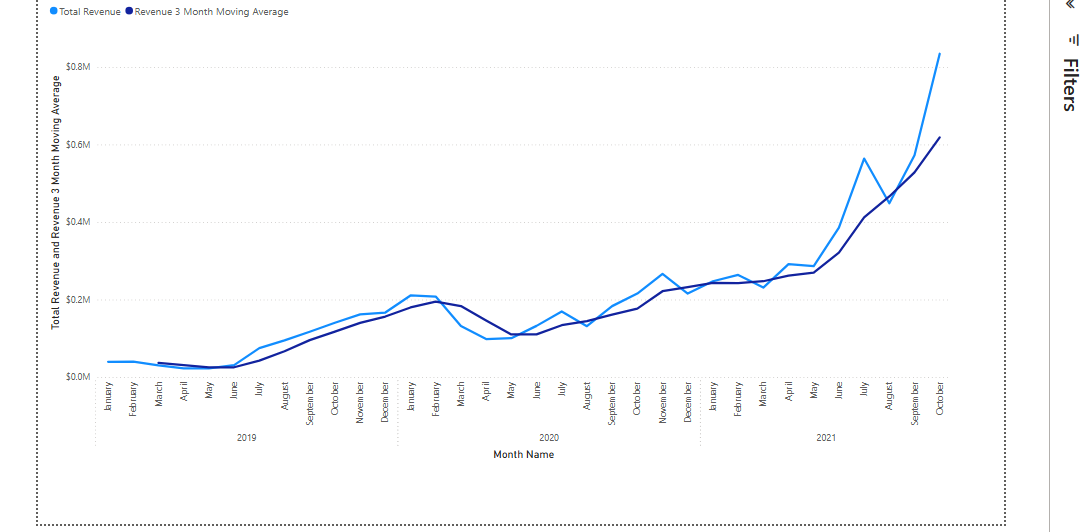 Total Revenue Revenue 3 Month Moving Average
Total Revenue and Revenue 3 Month Moving Average
$0.8M
$0.6M
$0.4M
$0.2M
$0.0M
January February March April May June July August September October November December January February March April May June July August September October November December January February March April May June July August September October
2019 2020 2021
Month Name
Filters